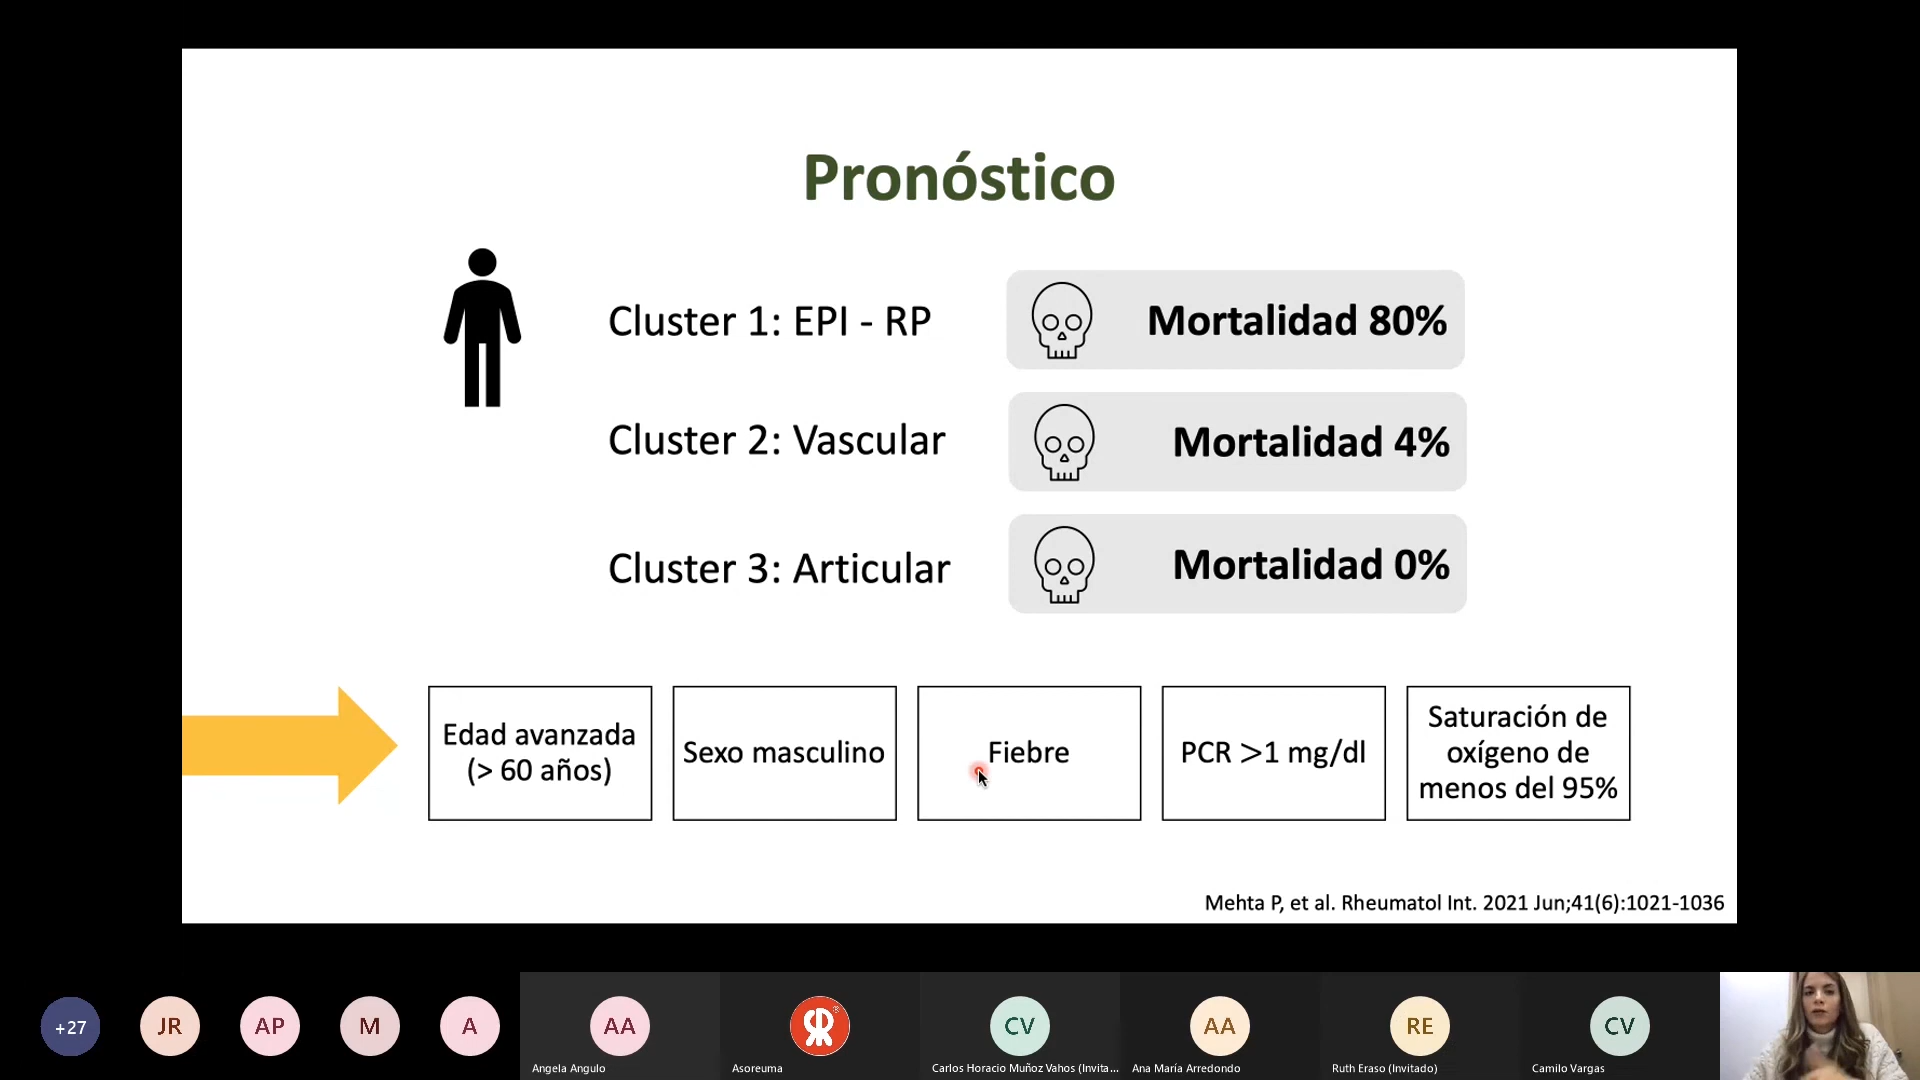 Pronóstico
Cluster 1: EPI - RP
Mortalidad 80%
Cluster 2: Vascular
Mortalidad 4%
Cluster 3: Articular
Mortalidad 0%
Edad avanzada
(> 60 años)
Sexo masculino
Fiebre
PCR >1 mg/dl
Saturación de
oxígeno de
menos del 95%
Mehta P, et al. Rheumatol Int. 2021 Jun;41(6):1021-1036
+27
JR
AP
M
A
AA
Angela Angulo
Asoreuma
CV
Carlos Horacio Muñoz Vahos (Invita...
AA
Ana María Arredondo
RE
Ruth Eraso (Invitado)
CV
Camilo Vargas